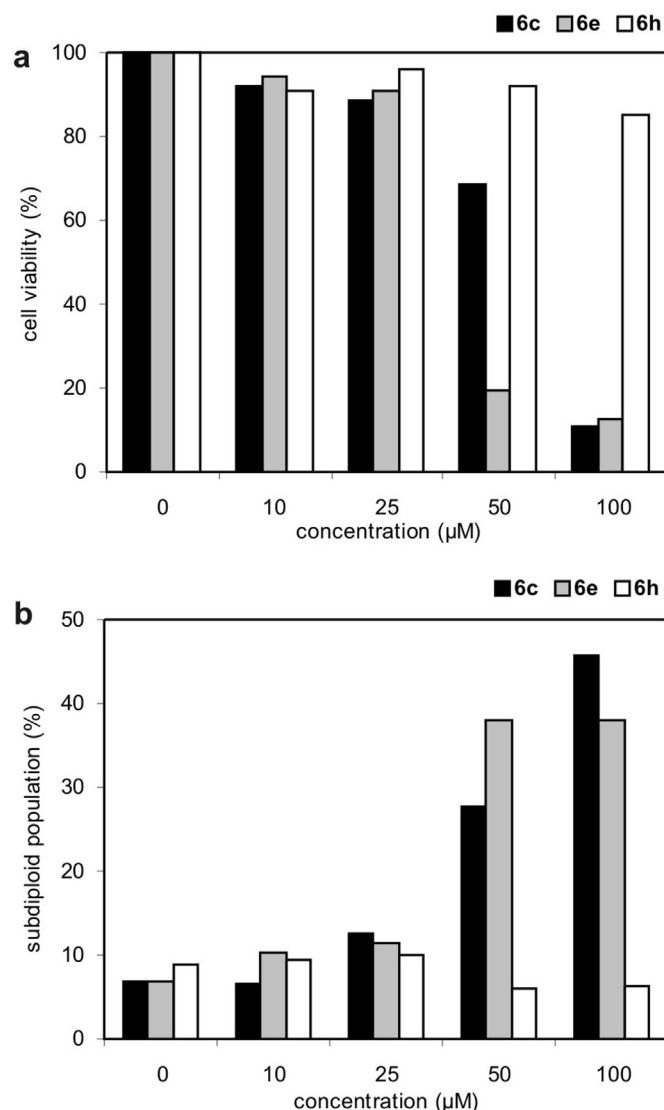 6c 6e 6h
a
100
80
60
40
20
0
cell viability (%)
0 10 25 50 100
concentration (µM)
6c 6e 6h
b
50
40
30
20
10
0
subdiploid population (%)
0 10 25 50 100
concentration (µM)